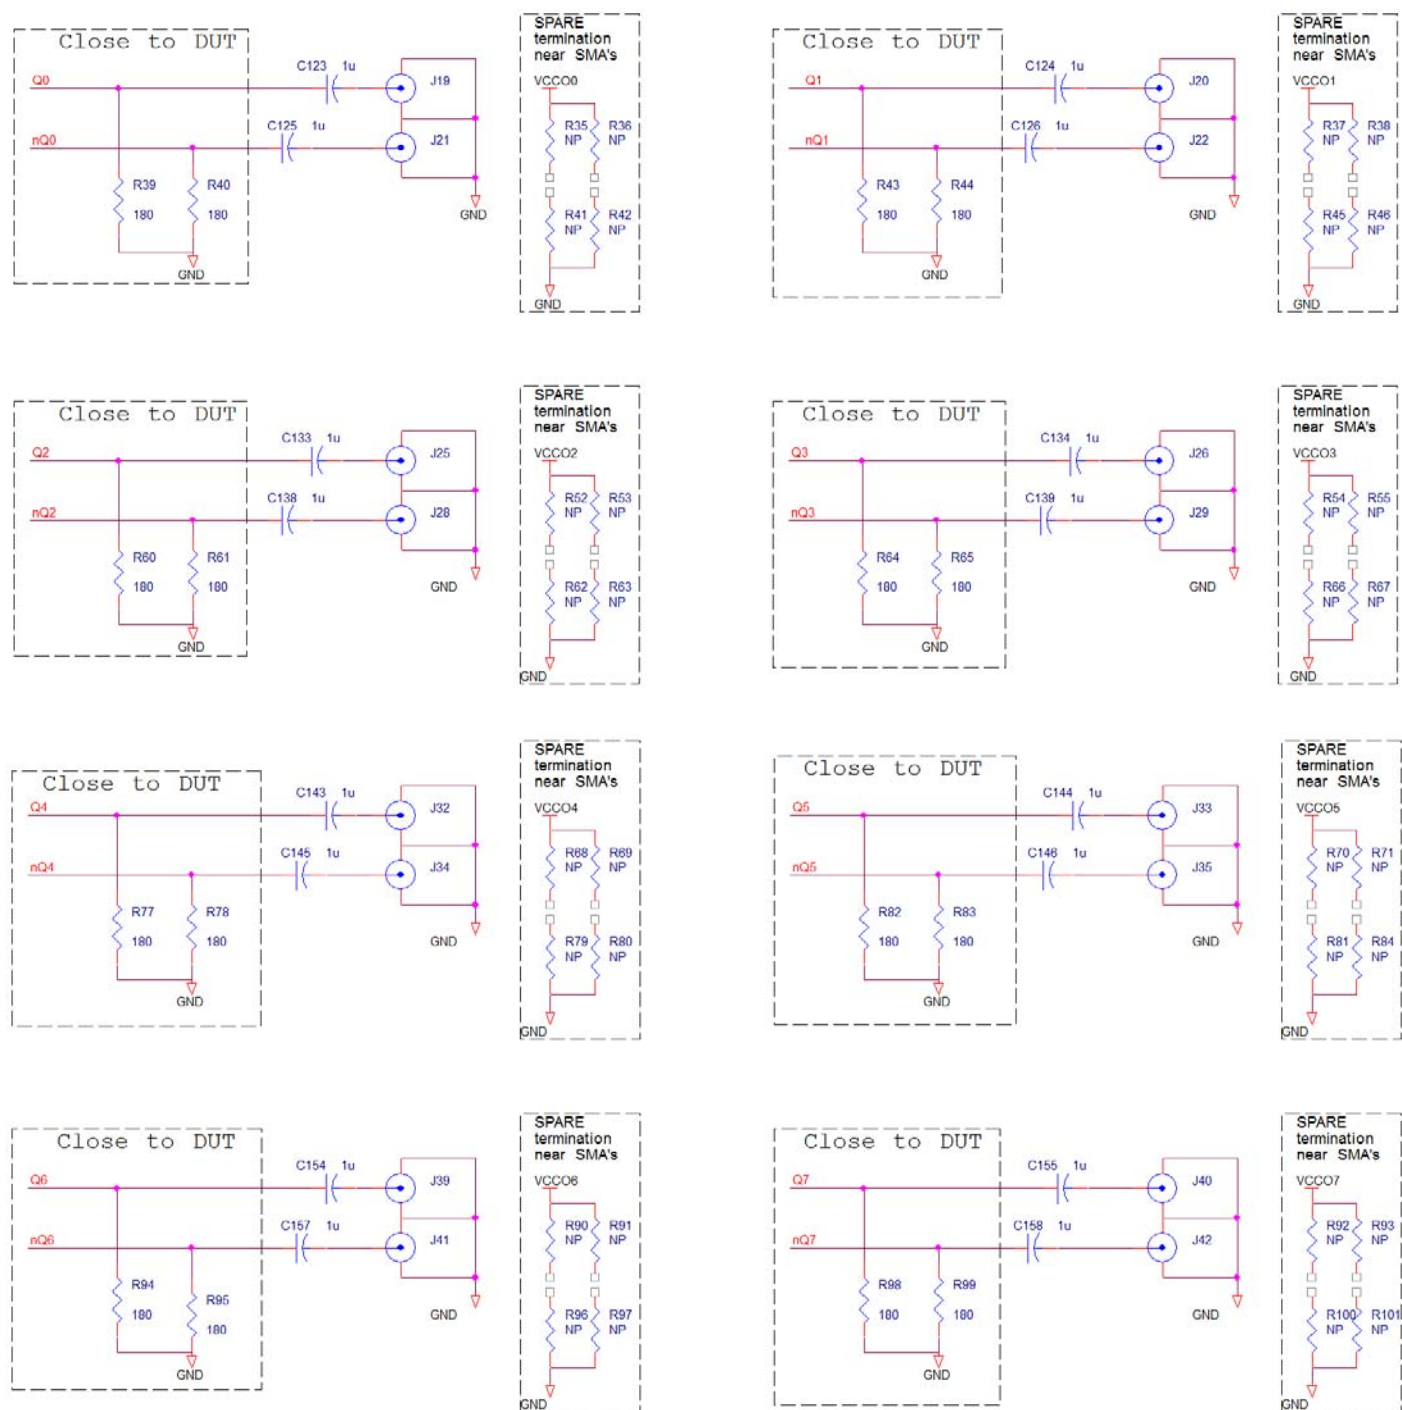 Close to DUT
Q0
nQ0
C123 1u
C125 1u
J19
J21
R39
180
R40
180
GND
GND
SPARE
termination
near SMA's
VCCO0
R35
NP
R36
NP
R41
NP
R42
NP
GND
Close to DUT
Q1
nQ1
C124 1u
C126 1u
J20
J22
R43
180
R44
180
GND
GND
SPARE
termination
near SMA's
VCCO1
R37
NP
R38
NP
R45
NP
R46
NP
GND
Close to DUT
Q2
nQ2
C133 1u
C138 1u
J25
J28
R60
180
R61
180
GND
GND
SPARE
termination
near SMA's
VCCO2
R52
NP
R53
NP
R62
NP
R63
NP
GND
Close to DUT
Q3
nQ3
C134 1u
C139 1u
J26
J29
R64
180
R65
180
GND
GND
SPARE
termination
near SMA's
VCCO3
R54
NP
R55
NP
R66
NP
R67
NP
GND
Close to DUT
Q4
nQ4
C143 1u
C145 1u
J32
J34
R77
180
R78
180
GND
GND
SPARE
termination
near SMA's
VCCO4
R68
NP
R69
NP
R79
NP
R80
NP
GND
Close to DUT
Q5
nQ5
C144 1u
C146 1u
J33
J35
R82
180
R83
180
GND
GND
SPARE
termination
near SMA's
VCCO5
R70
NP
R71
NP
R81
NP
R84
NP
GND
Close to DUT
Q6
nQ6
C154 1u
C157 1u
J39
J41
R94
180
R95
180
GND
GND
SPARE
termination
near SMA's
VCCO6
R90
NP
R91
NP
R96
NP
R97
NP
GND
Close to DUT
Q7
nQ7
C155 1u
C158 1u
J40
J42
R98
180
R99
180
GND
GND
SPARE
termination
near SMA's
VCCO7
R92
NP
R93
NP
R100
NP
R101
NP
GND